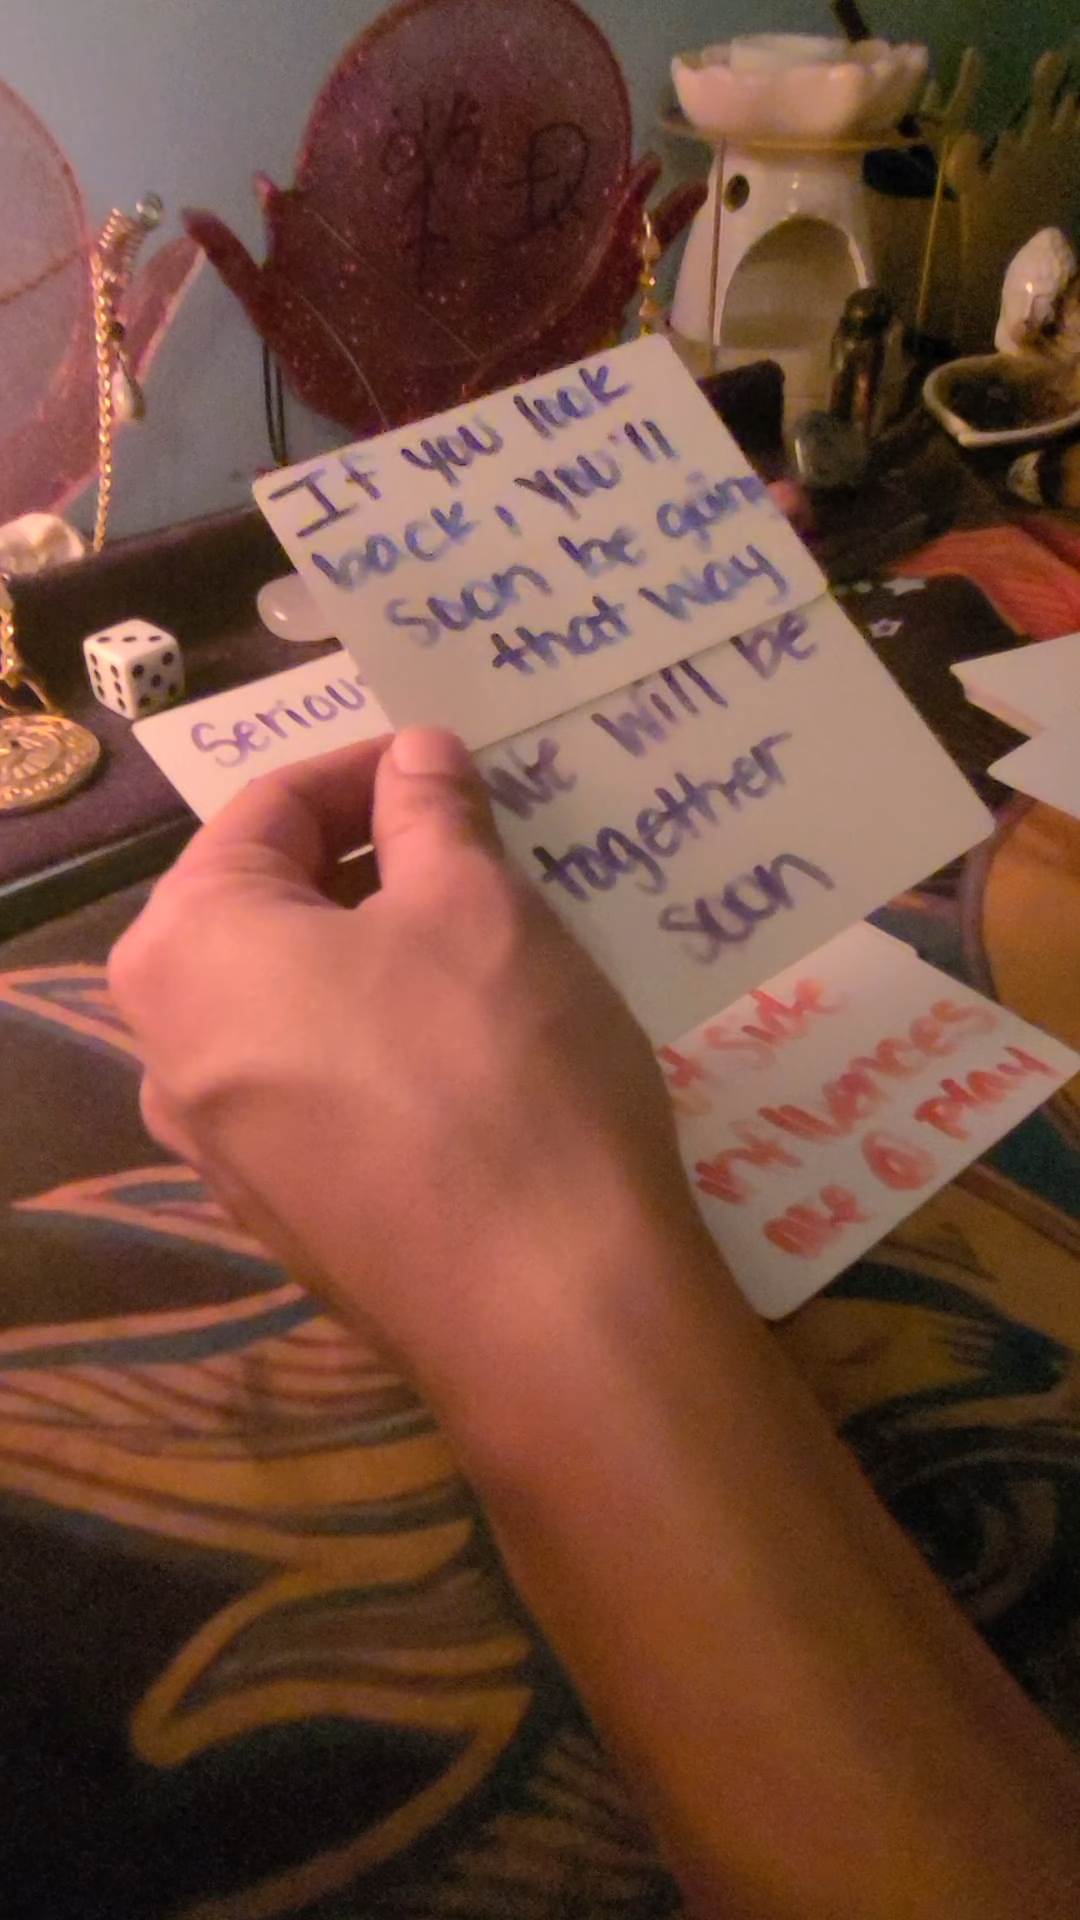 If you look
back, you'll
soon be going
that way
Serious
We will be
together
soon
side
influences
are @ play